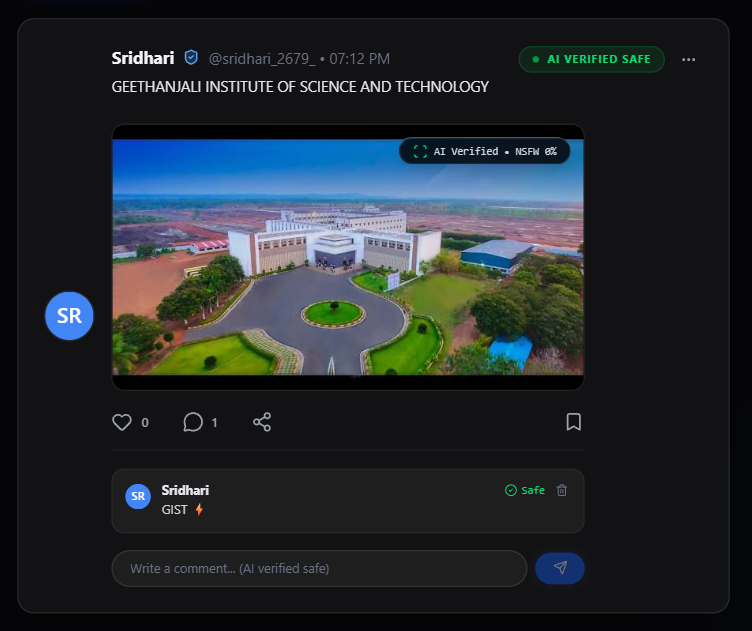 Sridhari @sridhari_2679_ • 07:12 PM AI VERIFIED SAFE
GEETHANJALI INSTITUTE OF SCIENCE AND TECHNOLOGY
AI Verified • NSFW 0%
SR
0 1
SR Sridhari Safe
GIST ⚡
Write a comment... (AI verified safe)